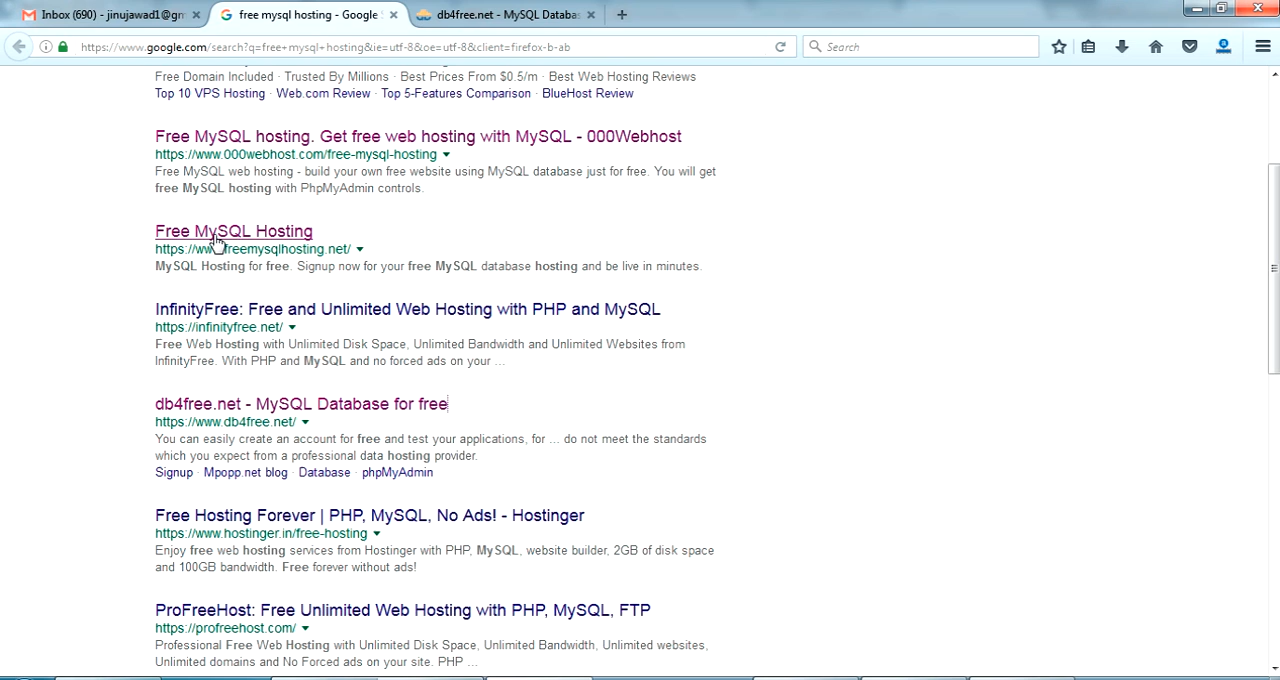 Inbox (690) - jinujawad1@gm
free mysql hosting - Google S
db4free.net - MySQL Databas
https://www.google.com/search?q=free+mysql+hosting&ie=utf-8&oe=utf-8&client=firefox-b-ab
Search
Free Domain Included · Trusted By Millions · Best Prices From $0.5/m · Best Web Hosting Reviews
Top 10 VPS Hosting · Web.com Review · Top 5-Features Comparison · BlueHost Review
Free MySQL hosting. Get free web hosting with MySQL - 000Webhost
https://www.000webhost.com/free-mysql-hosting
Free MySQL web hosting - build your own free website using MySQL database just for free. You will get
free MySQL hosting with PhpMyAdmin controls.
Free MySQL Hosting
https://www.freemysqlhosting.net/
MySQL Hosting for free. Signup now for your free MySQL database hosting and be live in minutes.
InfinityFree: Free and Unlimited Web Hosting with PHP and MySQL
https://infinityfree.net/
Free Web Hosting with Unlimited Disk Space, Unlimited Bandwidth and Unlimited Websites from
InfinityFree. With PHP and MySQL and no forced ads on your ...
db4free.net - MySQL Database for free
https://www.db4free.net/
You can easily create an account for free and test your applications, for ... do not meet the standards
which you expect from a professional data hosting provider.
Signup · Mpopp.net blog · Database · phpMyAdmin
Free Hosting Forever | PHP, MySQL, No Ads! - Hostinger
https://www.hostinger.in/free-hosting
Enjoy free web hosting services from Hostinger with PHP, MySQL, website builder, 2GB of disk space
and 100GB bandwidth. Free forever without ads!
ProFreeHost: Free Unlimited Web Hosting with PHP, MySQL, FTP
https://profreehost.com/
Professional Free Web Hosting with Unlimited Disk Space, Unlimited Bandwidth, Unlimited websites,
Unlimited domains and No Forced ads on your site. PHP ...